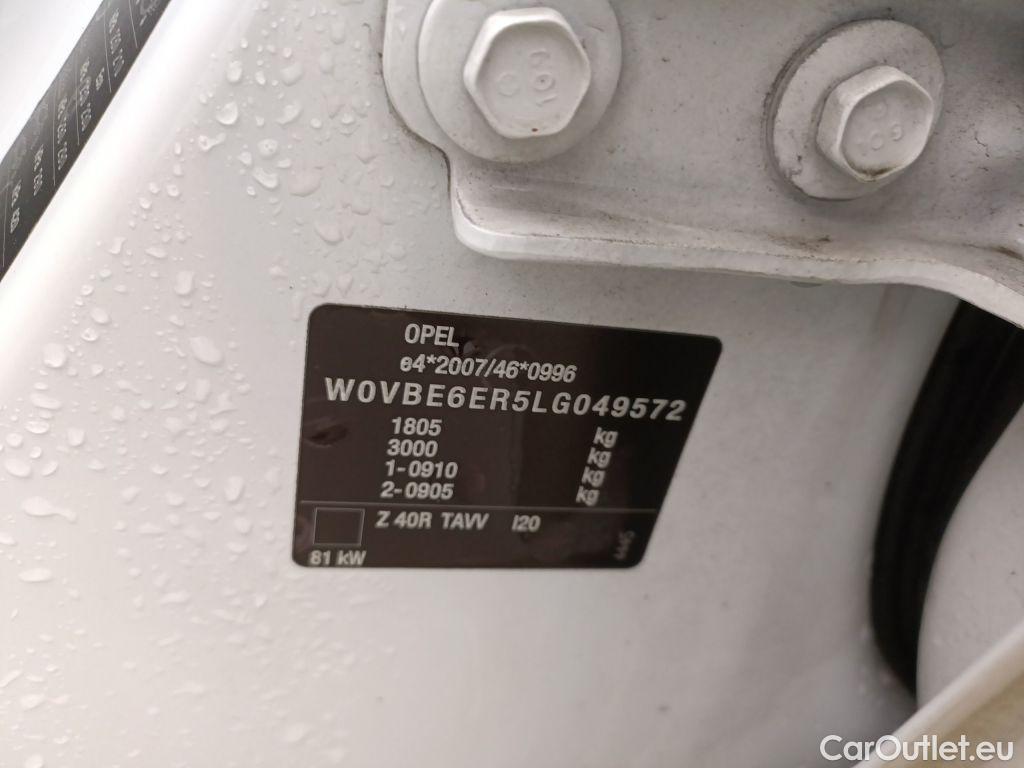 OPEL
e4*2007/46*0996
W0VBE6ER5LG049572
1805 kg
3000 kg
1-0910 kg
2-0905 kg
Z 40R TAVV I20
81 kW
CarOutlet.eu